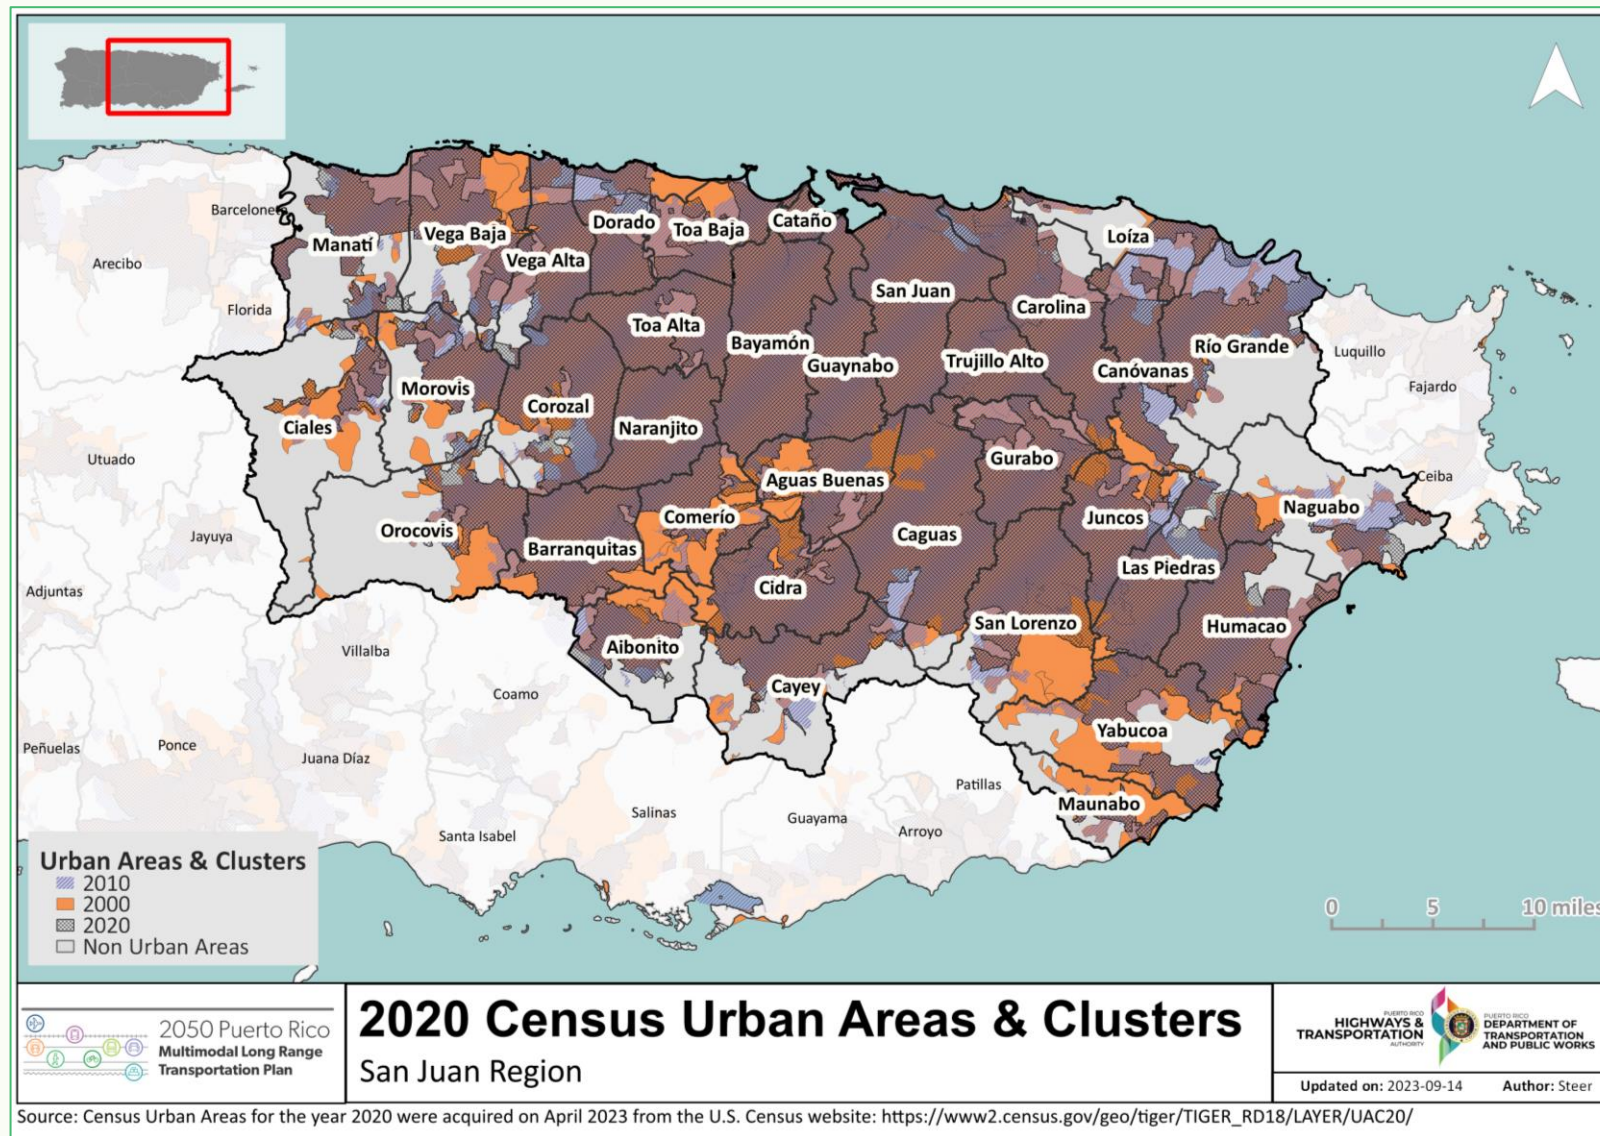 Barcelone
Manatí
Vega Baja
Vega Alta
Dorado
Toa Baja
Cataño
Loíza
Arecibo
Florida
Toa Alta
San Juan
Carolina
Bayamón
Guaynabo
Trujillo Alto
Canóvanas
Río Grande
Luquillo
Fajardo
Morovis
Ciales
Corozal
Naranjito
Utuado
Gurabo
Aguas Buenas
Ceiba
Naguabo
Comerío
Juncos
Orocovis
Jayuya
Barranquitas
Caguas
Las Piedras
Adjuntas
Cidra
San Lorenzo
Humacao
Villalba
Aibonito
Coamo
Cayey
Yabucoa
Peñuelas
Ponce
Juana Díaz
Patillas
Maunabo
Salinas
Guayama
Arroyo
Santa Isabel
Urban Areas & Clusters
2010
2000
2020
Non Urban Areas
0 5 10 miles
2050 Puerto Rico
Multimodal Long Range
Transportation Plan
2020 Census Urban Areas & Clusters
San Juan Region
PUERTO RICO
HIGHWAYS &
TRANSPORTATION
AUTHORITY
PUERTO RICO
DEPARTMENT OF
TRANSPORTATION
AND PUBLIC WORKS
Updated on: 2023-09-14 Author: Steer
Source: Census Urban Areas for the year 2020 were acquired on April 2023 from the U.S. Census website: https://www2.census.gov/geo/tiger/TIGER_RD18/LAYER/UAC20/